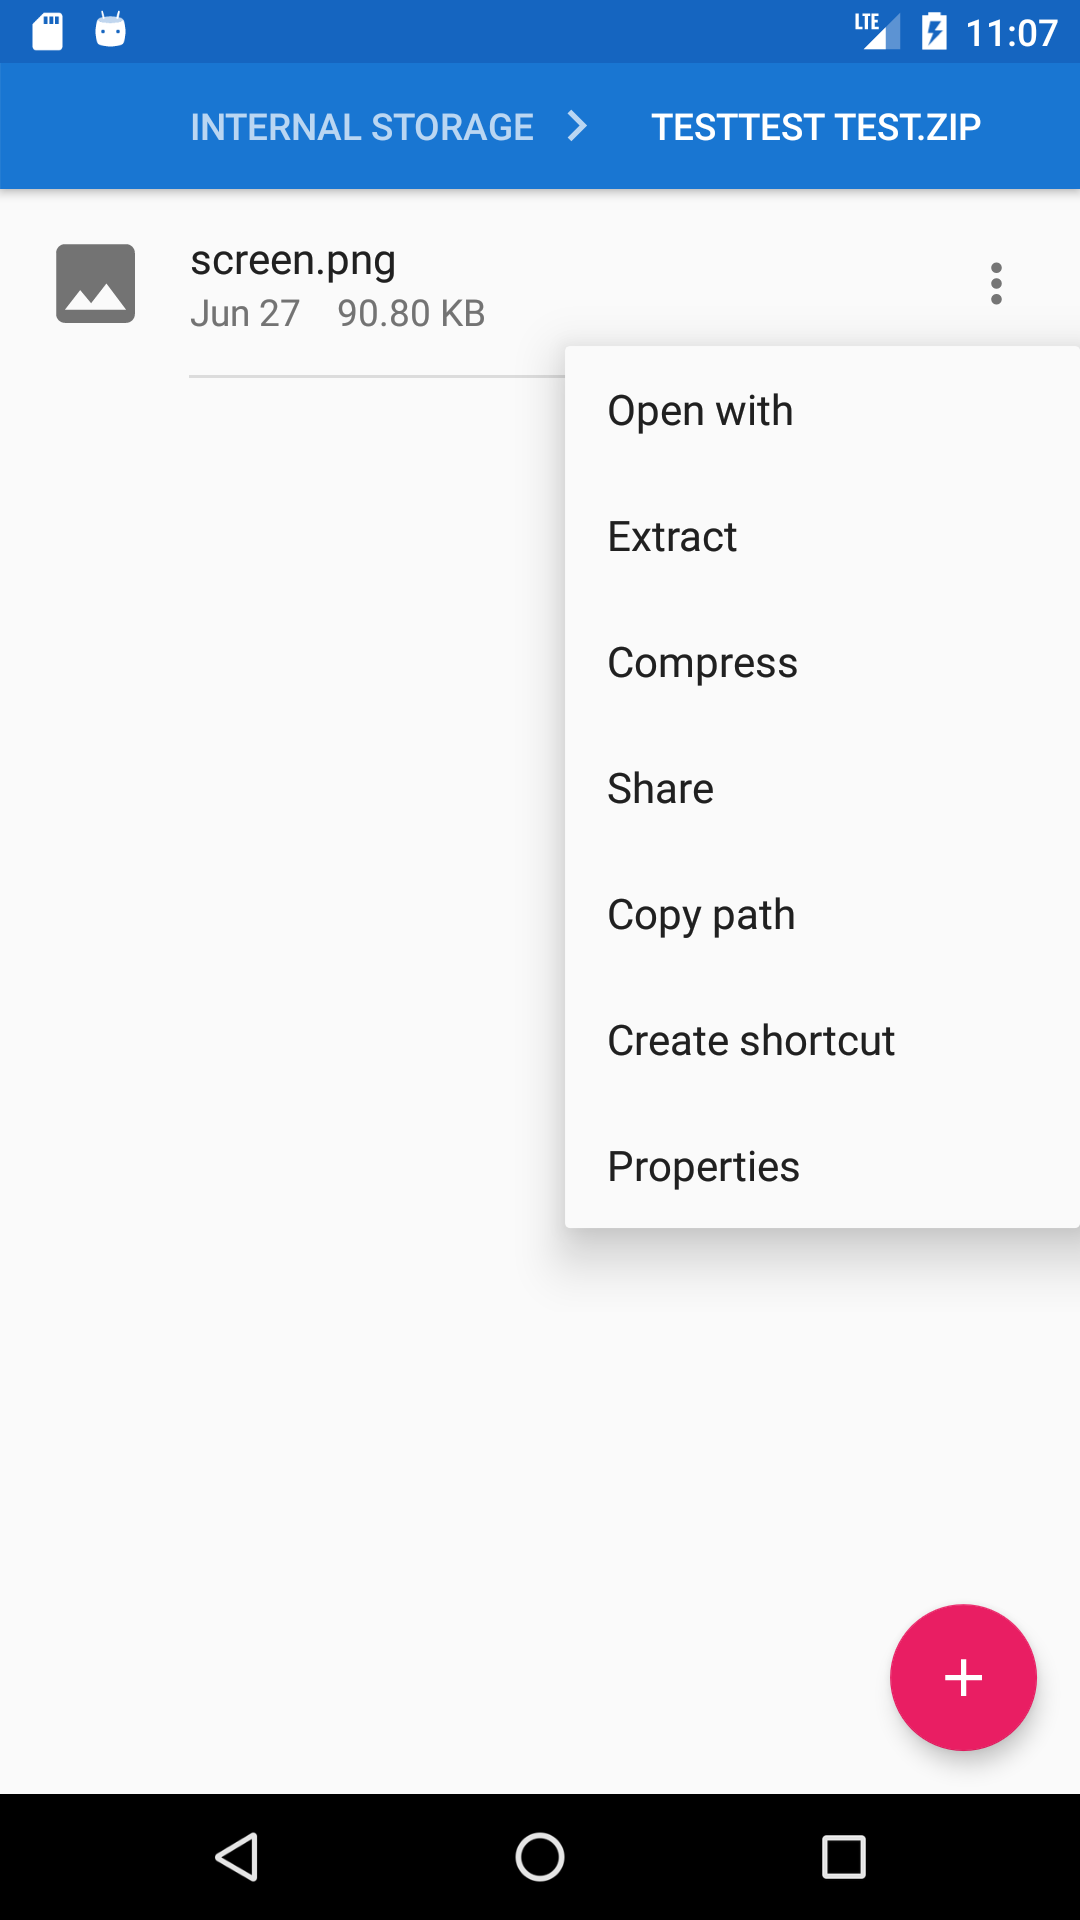 LTE 11:07
INTERNAL STORAGE TESTTEST TEST.ZIP
screen.png
Jun 27 90.80 KB
Open with
Extract
Compress
Share
Copy path
Create shortcut
Properties